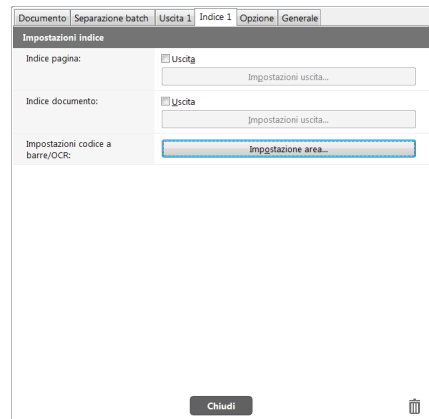 Documento Separazione batch Uscita 1 Indice 1 Opzione Generale
Impostazioni indice
Indice pagina: Uscita
Impostazioni uscita...
Indice documento: Uscita
Impostazioni uscita...
Impostazioni codice a
barre/OCR: Impostazione area...
Chiudi